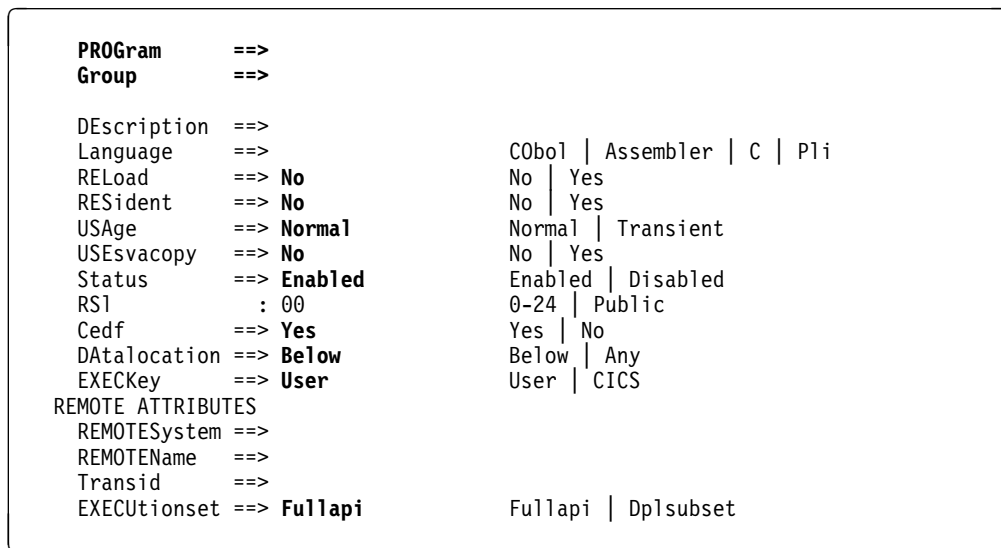 PROGram ==>
Group ==>
DEscription ==>
Language ==> CObol | Assembler | C | Pli
RELoad ==> No No | Yes
RESident ==> No No | Yes
USAge ==> Normal Normal | Transient
USEsvacopy ==> No No | Yes
Status ==> Enabled Enabled | Disabled
RSl : 00 0-24 | Public
Cedf ==> Yes Yes | No
DAtalocation ==> Below Below | Any
EXECKey ==> User User | CICS
REMOTE ATTRIBUTES
REMOTESystem ==>
REMOTEName ==>
Transid ==>
EXECUtionset ==> Fullapi Fullapi | Dplsubset